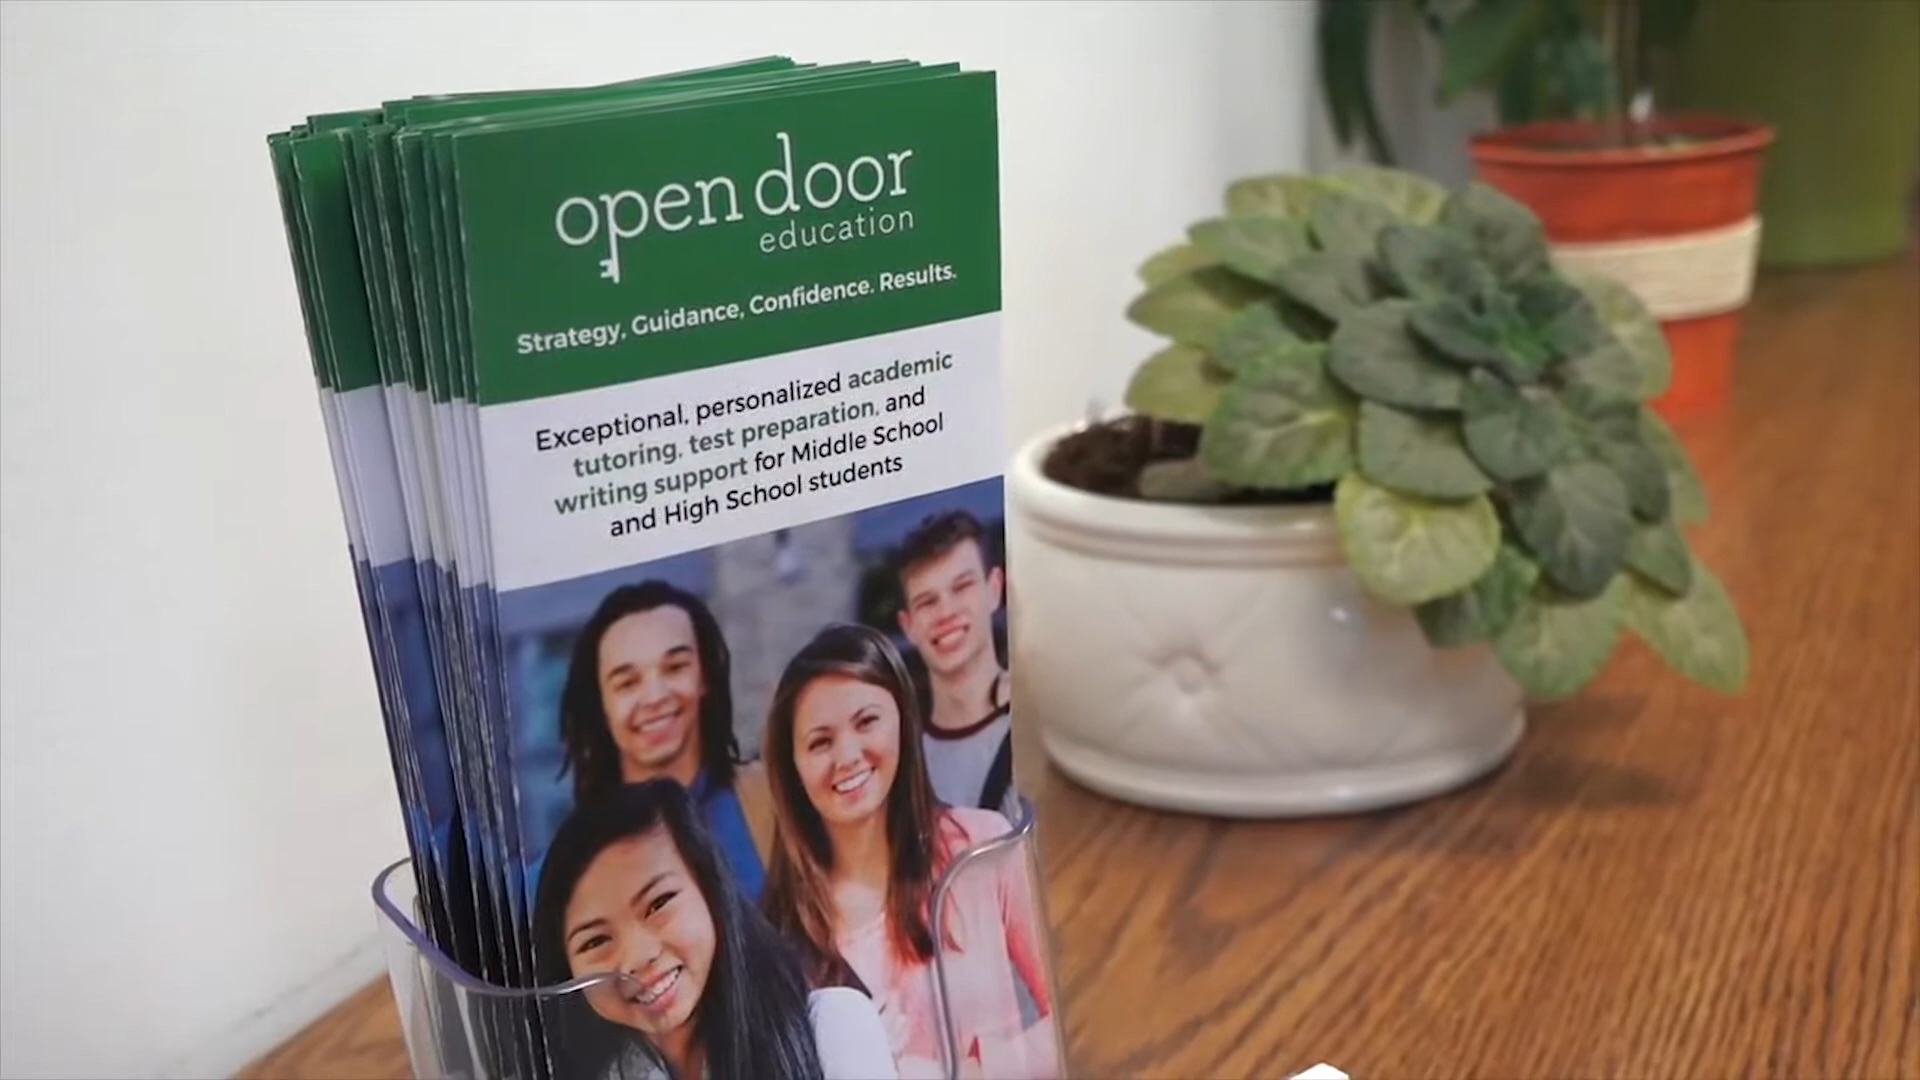 open door
education
Strategy, Guidance, Confidence. Results.
Exceptional, personalized academic
tutoring, test preparation, and
writing support for Middle School
and High School students